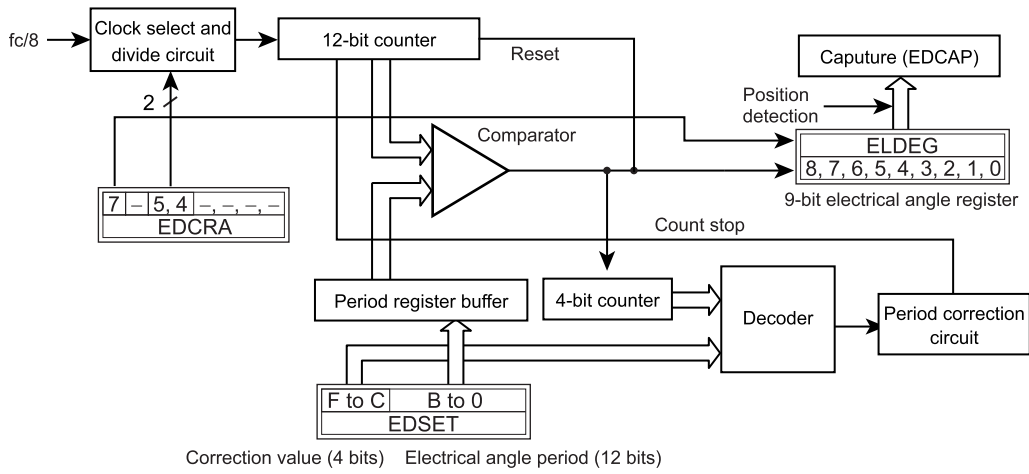 fc/8
Clock select and
divide circuit
12-bit counter
Reset
Caputure (EDCAP)
2
Position
detection
Comparator
ELDEG
8, 7, 6, 5, 4, 3, 2, 1, 0
9-bit electrical angle register
7 – 5, 4 –, –, –, –
EDCRA
Count stop
Period register buffer
4-bit counter
Decoder
Period correction
circuit
F to C B to 0
EDSET
Correction value (4 bits) Electrical angle period (12 bits)